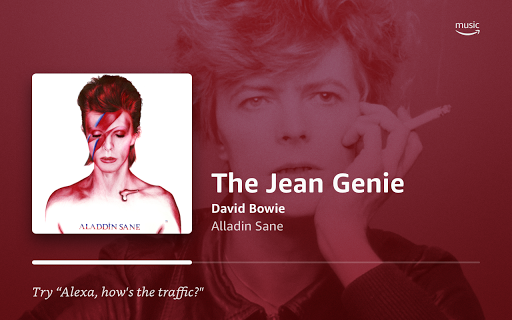 music
ALADDIN SANE
The Jean Genie
David Bowie
Alladin Sane
Try “Alexa, how's the traffic?"